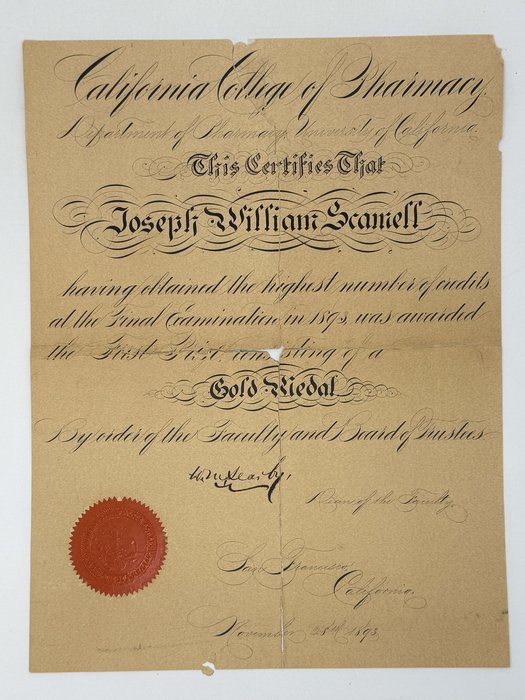 California College of Pharmacy.
Department of Pharmacy, University of California.
This Certifies That
Joseph William Scamell
having obtained the highest number of credits
at the Final Examination in 1893, was awarded
the First Prize, consisting of a
Gold Medal
By order of the Faculty and Board of Trustees
Dean of the Faculty.
San Francisco,
California.
November 28th 1893